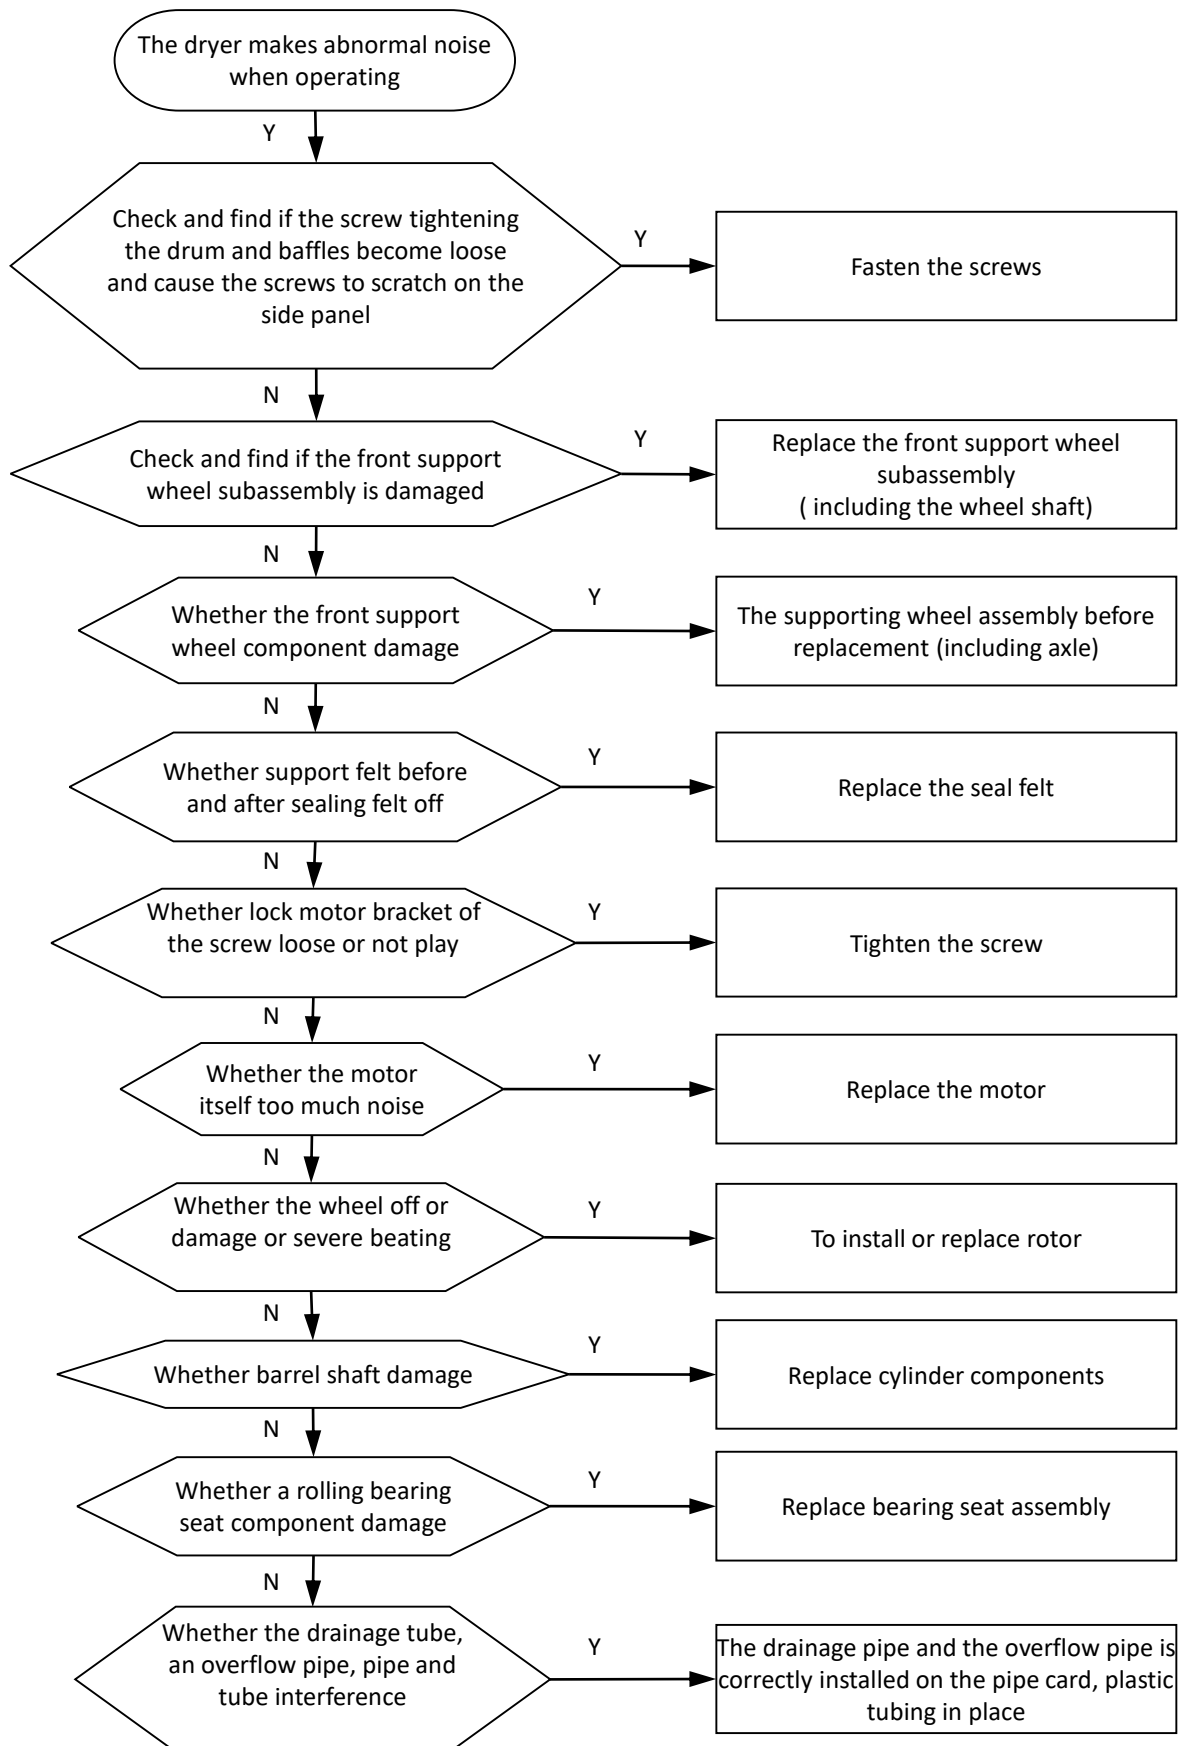 The dryer makes abnormal noise
when operating
Y
Check and find if the screw tightening
the drum and baffles become loose
and cause the screws to scratch on the
side panel
Y
Fasten the screws
N
Check and find if the front support
wheel subassembly is damaged
Y
Replace the front support wheel
subassembly
( including the wheel shaft)
N
Whether the front support
wheel component damage
Y
The supporting wheel assembly before
replacement (including axle)
N
Whether support felt before
and after sealing felt off
Y
Replace the seal felt
N
Whether lock motor bracket of
the screw loose or not play
Y
Tighten the screw
N
Whether the motor
itself too much noise
Y
Replace the motor
N
Whether the wheel off or
damage or severe beating
Y
To install or replace rotor
N
Whether barrel shaft damage
Y
Replace cylinder components
N
Whether a rolling bearing
seat component damage
Y
Replace bearing seat assembly
N
Whether the drainage tube,
an overflow pipe, pipe and
tube interference
Y
The drainage pipe and the overflow pipe is
correctly installed on the pipe card, plastic
tubing in place